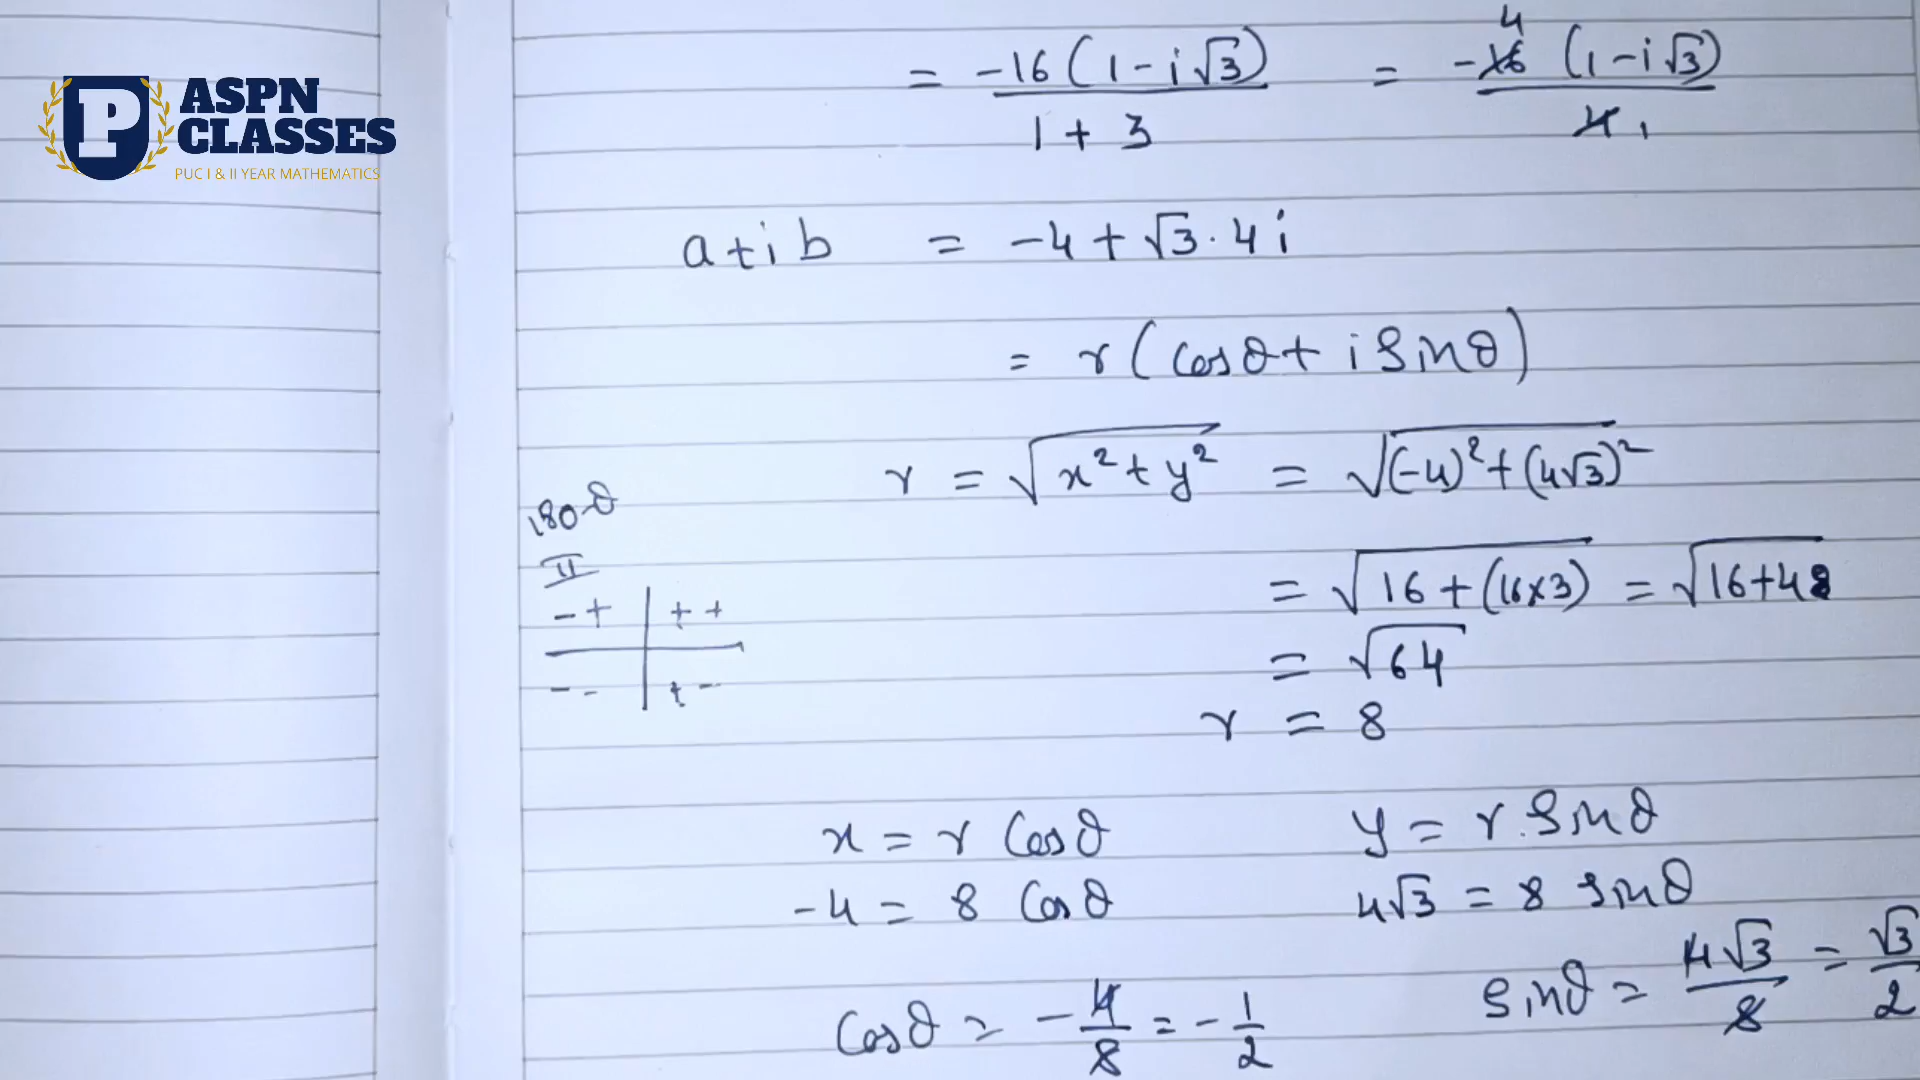 P
ASPN
CLASSES
PUC I & II YEAR MATHEMATICS
= -16(1-i√3) / 1+3 = -16 4 (1-i√3) / 4 1
a+ib = -4+√3·4i
= r(cosθ+iSinθ)
r = √x²+y² = √(-4)²+(4√3)²
180-θ
II
= √16+(16×3) = √16+48
-+ ++
= √64
-- +-
r = 8
x = r Cosθ y = r.Sinθ
-4 = 8 Cosθ 4√3 = 8 sinθ
Cosθ = -4/8 = -1/2 Sinθ = 4√3/8 = √3/2